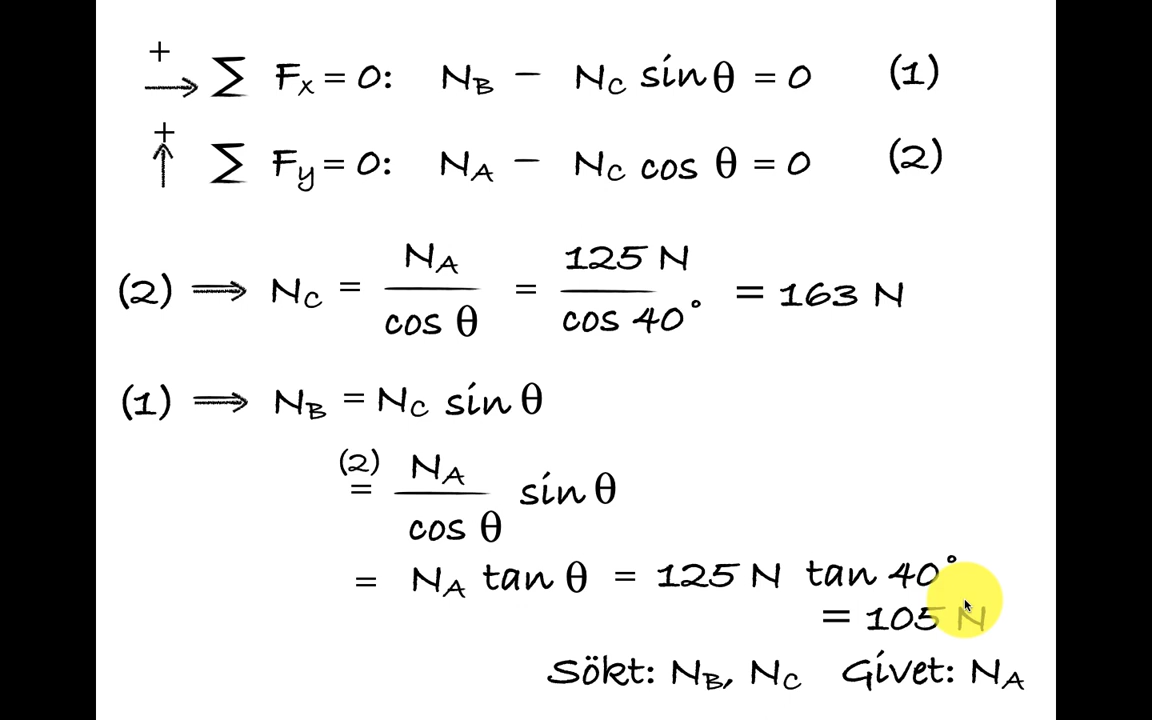 +→ ∑ Fx = 0: NB − NC sin θ = 0 (1)
+↑ ∑ Fy = 0: NA − NC cos θ = 0 (2)
(2) ⟹ NC = NA / cos θ = 125 N / cos 40° = 163 N
(1) ⟹ NB = NC sin θ
(2)= NA / cos θ sin θ
= NA tan θ = 125 N tan 40°
= 105 N
Sökt: NB, NC Givet: NA